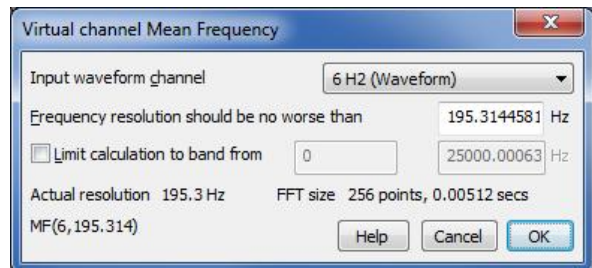 Virtual channel Mean Frequency
Input waveform channel 6 H2 (Waveform)
Frequency resolution should be no worse than 195.3144581 Hz
Limit calculation to band from 0 25000.00063 Hz
Actual resolution 195.3 Hz FFT size 256 points, 0.00512 secs
MF(6,195.314) Help Cancel OK